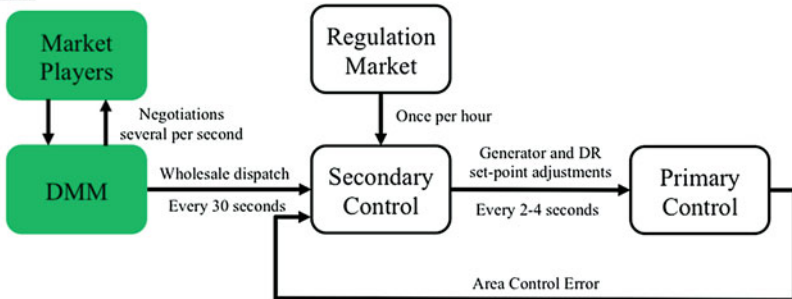 Market
Players
Regulation
Market
Negotiations
several per second
Once per hour
DMM
Wholesale dispatch
Every 30 seconds
Secondary
Control
Generator and DR
set-point adjustments
Every 2-4 seconds
Primary
Control
Area Control Error